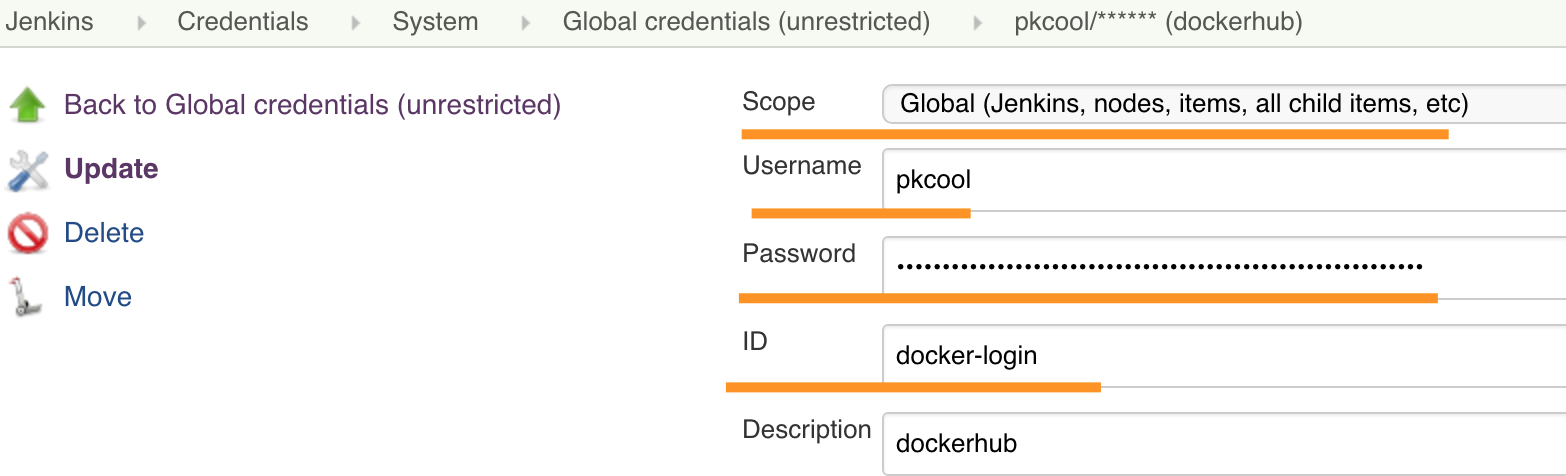 Jenkins Credentials System Global credentials (unrestricted) pkcool/****** (dockerhub)
Back to Global credentials (unrestricted)
Update
Delete
Move
Scope Global (Jenkins, nodes, items, all child items, etc)
Username pkcool
Password ••••••••••••••••••••••••••••••••••••••••••••••••••••••••••
ID docker-login
Description dockerhub